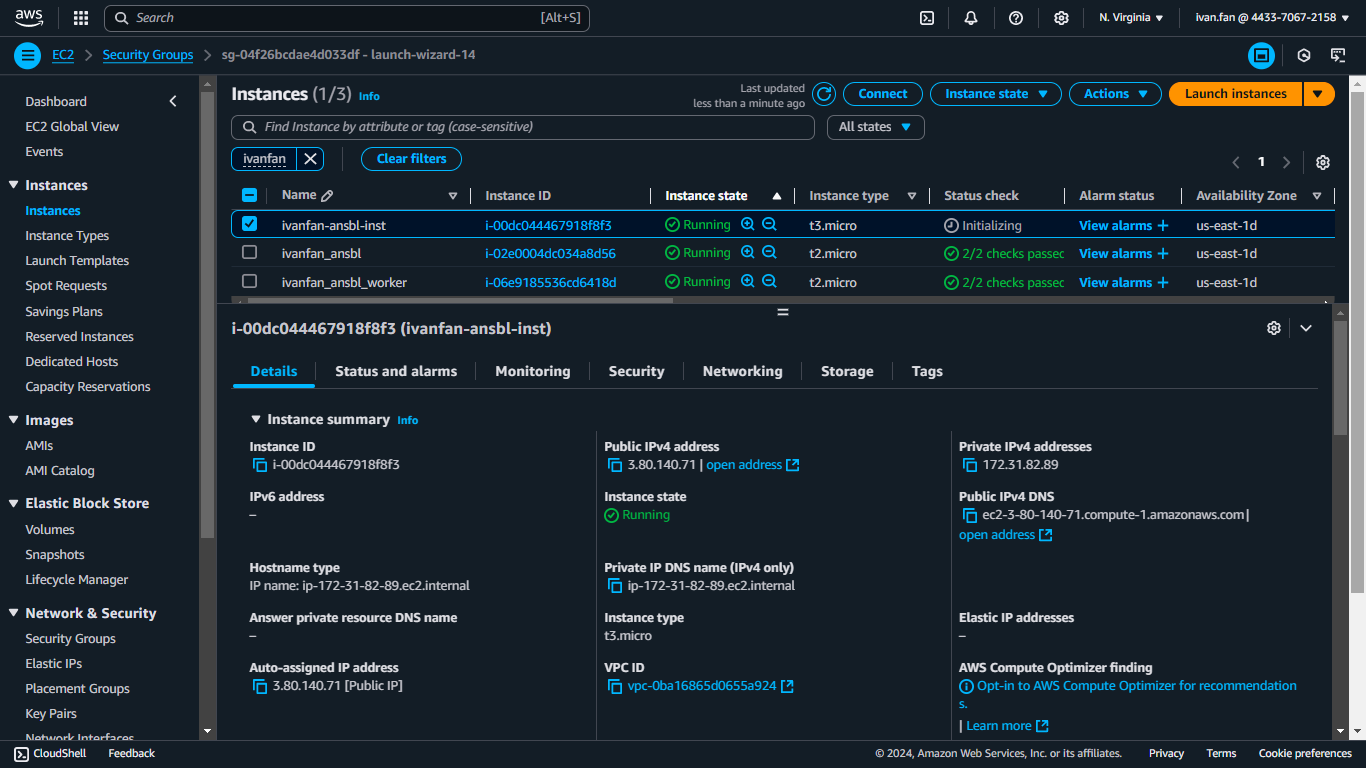 aws
Search [Alt+S]
N. Virginia
ivan.fan @ 4433-7067-2158
EC2
Security Groups
sg-04f26bcdae4d033df - launch-wizard-14
Dashboard
EC2 Global View
Events
Instances
Instances
Instance Types
Launch Templates
Spot Requests
Savings Plans
Reserved Instances
Dedicated Hosts
Capacity Reservations
Images
AMIs
AMI Catalog
Elastic Block Store
Volumes
Snapshots
Lifecycle Manager
Network & Security
Security Groups
Elastic IPs
Placement Groups
Key Pairs
Network Interfaces
Instances (1/3) Info
Last updated
less than a minute ago
Connect
Instance state
Actions
Launch instances
Find Instance by attribute or tag (case-sensitive)
All states
ivanfan
Clear filters
1
Name Instance ID Instance state Instance type Status check Alarm status Availability Zone
ivanfan-ansbl-inst i-00dc044467918f8f3 Running t3.micro Initializing View alarms + us-east-1d
ivanfan_ansbl i-02e0004dc034a8d56 Running t2.micro 2/2 checks passec View alarms + us-east-1d
ivanfan_ansbl_worker i-06e9185536cd6418d Running t2.micro 2/2 checks passec View alarms + us-east-1d
i-00dc044467918f8f3 (ivanfan-ansbl-inst)
Details Status and alarms Monitoring Security Networking Storage Tags
Instance summary Info
Instance ID
i-00dc044467918f8f3
Public IPv4 address
3.80.140.71 | open address
Private IPv4 addresses
172.31.82.89
IPv6 address
–
Instance state
Running
Public IPv4 DNS
ec2-3-80-140-71.compute-1.amazonaws.com |
open address
Hostname type
IP name: ip-172-31-82-89.ec2.internal
Private IP DNS name (IPv4 only)
ip-172-31-82-89.ec2.internal
Answer private resource DNS name
–
Instance type
t3.micro
Elastic IP addresses
–
Auto-assigned IP address
3.80.140.71 [Public IP]
VPC ID
vpc-0ba16865d0655a924
AWS Compute Optimizer finding
Opt-in to AWS Compute Optimizer for recommendation
s.
| Learn more
CloudShell
Feedback
© 2024, Amazon Web Services, Inc. or its affiliates.
Privacy
Terms
Cookie preferences